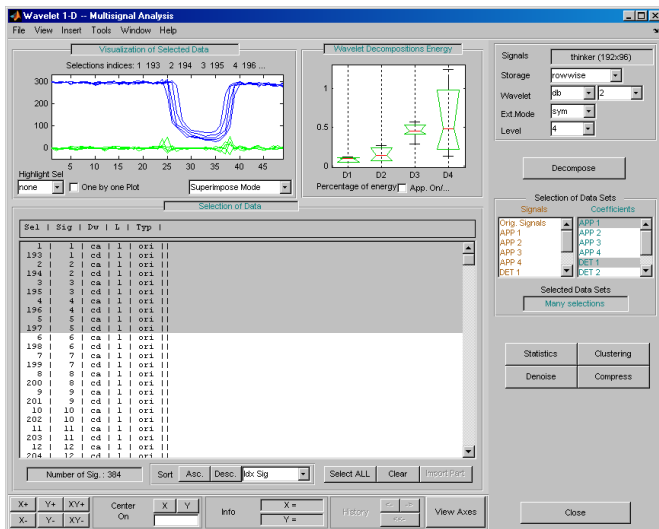 Wavelet 1-D -- Multisignal Analysis
File View Insert Tools Window Help
Visualization of Selected Data
Selections indices: 1 193 2 194 3 195 4 196 ...
300
200
100
0
5 10 15 20 25 30 35 40 45
Highlight Sel
none
One by one Plot
Superimpose Mode
Wavelet Decompositions Energy
1
0.5
0
D1 D2 D3 D4
Percentage of energy
App. On/...
Signals thinker (192x96)
Storage rowwise
Wavelet db 2
Ext.Mode sym
Level 4
Decompose
Selection of Data
Sel | Sig | Dw | L | Typ |
1 | 1 | ca | 1 | ori ||
193 | 1 | cd | 1 | ori ||
2 | 2 | ca | 1 | ori ||
194 | 2 | cd | 1 | ori ||
3 | 3 | ca | 1 | ori ||
195 | 3 | cd | 1 | ori ||
4 | 4 | ca | 1 | ori ||
196 | 4 | cd | 1 | ori ||
5 | 5 | ca | 1 | ori ||
197 | 5 | cd | 1 | ori ||
6 | 6 | ca | 1 | ori ||
198 | 6 | cd | 1 | ori ||
7 | 7 | ca | 1 | ori ||
199 | 7 | cd | 1 | ori ||
8 | 8 | ca | 1 | ori ||
200 | 8 | cd | 1 | ori ||
9 | 9 | ca | 1 | ori ||
201 | 9 | cd | 1 | ori ||
10 | 10 | ca | 1 | ori ||
202 | 10 | cd | 1 | ori ||
11 | 11 | ca | 1 | ori ||
203 | 11 | cd | 1 | ori ||
12 | 12 | ca | 1 | ori ||
204 | 12 | cd | 1 | ori ||
Number of Sig. : 384
Sort Asc. Desc. Idx Sig
Select ALL Clear Import Part
Selection of Data Sets
Signals Coefficients
Orig. Signals APP 1
APP 1 APP 2
APP 2 APP 3
APP 3 APP 4
APP 4 DET 1
DET 1 DET 2
Selected Data Sets
Many selections
Statistics Clustering
Denoise Compress
X+ Y+ XY+
X- Y- XY-
Center On
X Y
Info
X =
Y =
History
<- ->
<<-
View Axes
Close